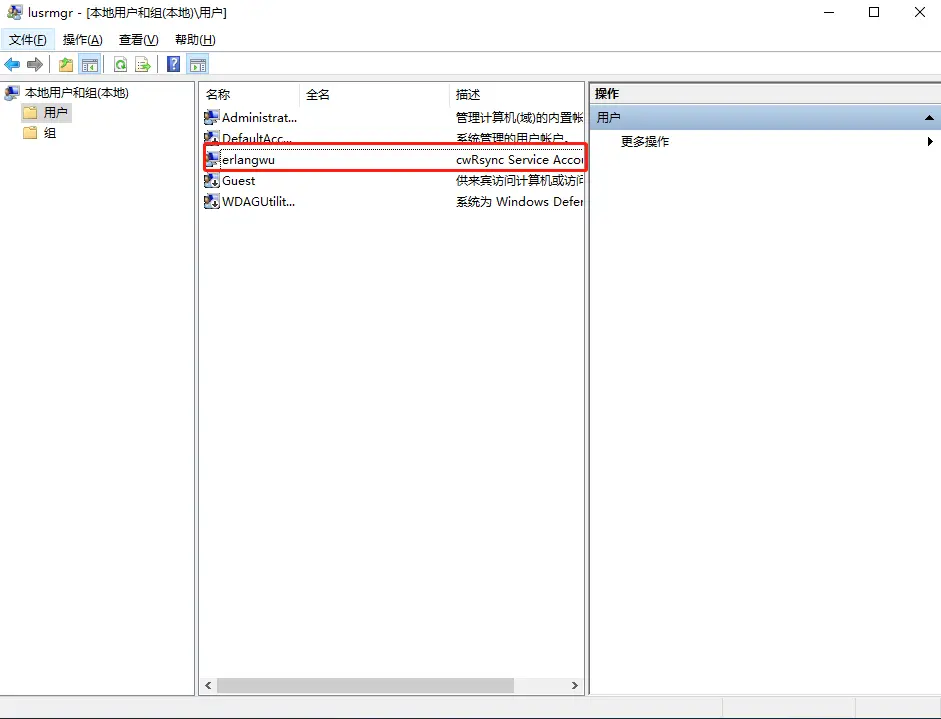 lusrmgr - [本地用户和组(本地)\用户]
文件(F) 操作(A) 查看(V) 帮助(H)
本地用户和组(本地)
用户
组
名称 全名 描述
Administrat... 管理计算机(域)的内置帐
DefaultAcc... 系统管理的用户帐户。
erlangwu cwRsync Service Accou
Guest 供来宾访问计算机或访问
WDAGUtilit... 系统为 Windows Defer
操作
用户
更多操作